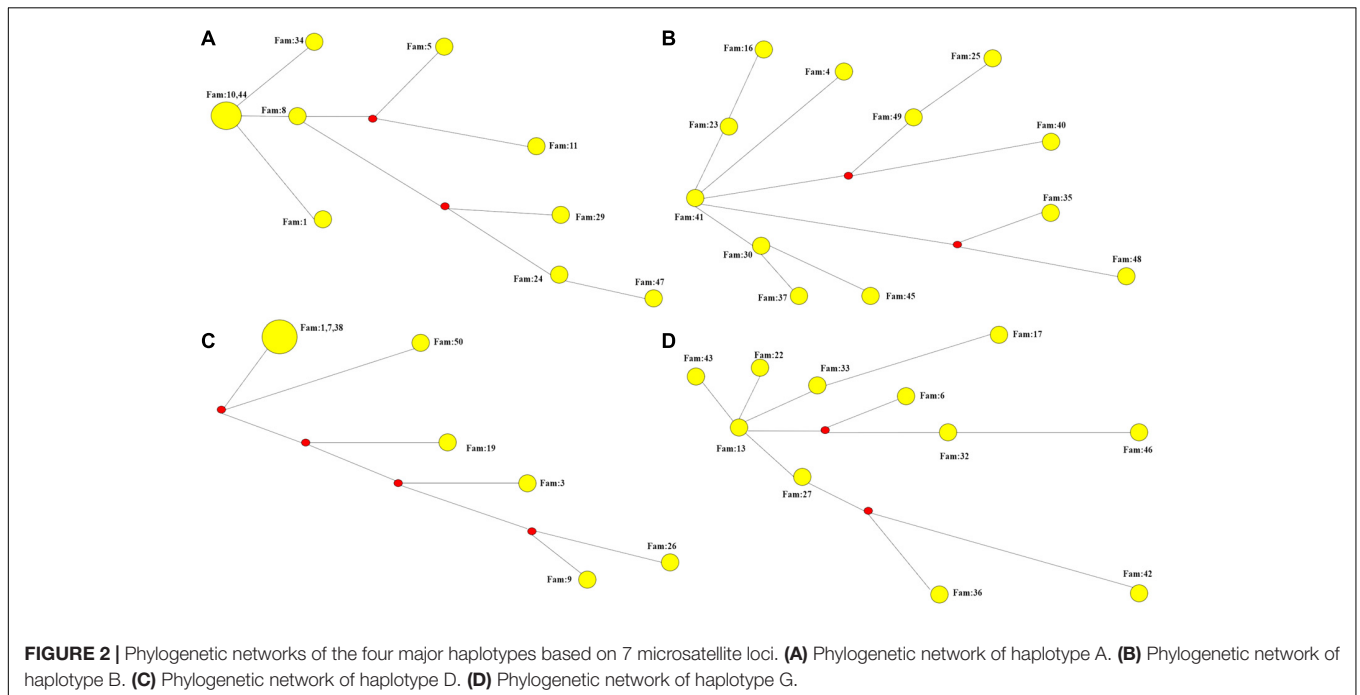 A
Fam:34
Fam:5
Fam:10,44
Fam:8
Fam:11
Fam:1
Fam:29
Fam:24
Fam:47
B
Fam:16
Fam:4
Fam:25
Fam:23
Fam:49
Fam:40
Fam:41
Fam:35
Fam:30
Fam:48
Fam:37
Fam:45
C
Fam:1,7,38
Fam:50
Fam:19
Fam:3
Fam:26
Fam:9
D
Fam:43
Fam:22
Fam:33
Fam:17
Fam:6
Fam:13
Fam:32
Fam:46
Fam:27
Fam:36
Fam:42
FIGURE 2 | Phylogenetic networks of the four major haplotypes based on 7 microsatellite loci. (A) Phylogenetic network of haplotype A. (B) Phylogenetic network of
haplotype B. (C) Phylogenetic network of haplotype D. (D) Phylogenetic network of haplotype G.